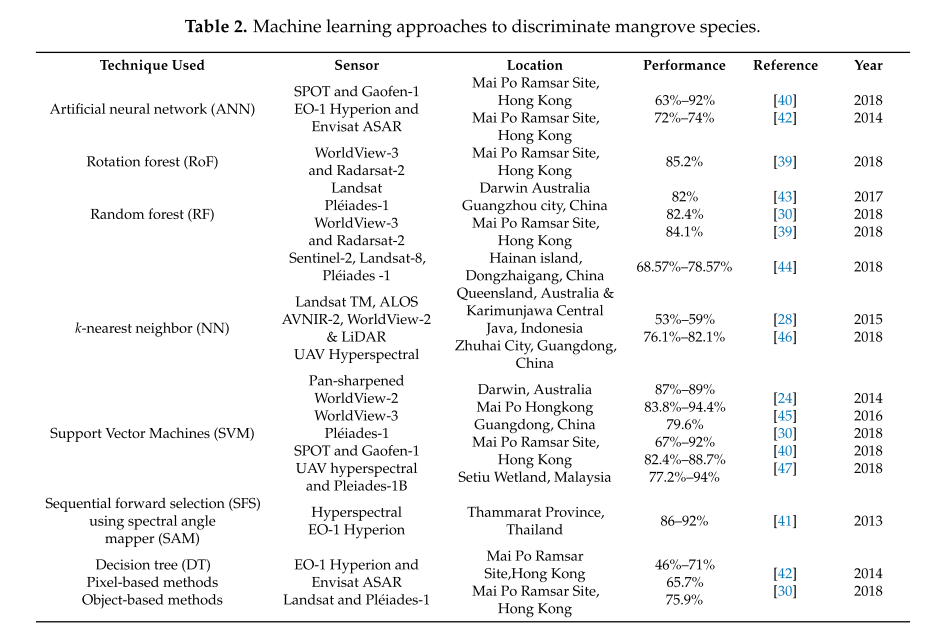 Table 2. Machine learning approaches to discriminate mangrove species.
Technique Used Sensor Location Performance Reference Year
Artificial neural network (ANN)
SPOT and Gaofen-1
EO-1 Hyperion and
Envisat ASAR
Mai Po Ramsar Site,
Hong Kong
Mai Po Ramsar Site,
Hong Kong
63%–92%
72%–74%
[40]
[42]
2018
2014
Rotation forest (RoF)
WorldView-3
and Radarsat-2
Mai Po Ramsar Site,
Hong Kong
85.2%
[39]
2018
Random forest (RF)
Landsat
Pléiades-1
WorldView-3
and Radarsat-2
Darwin Australia
Guangzhou city, China
Mai Po Ramsar Site,
Hong Kong
82%
82.4%
84.1%
[43]
[30]
[39]
2017
2018
2018
Sentinel-2, Landsat-8,
Pléiades -1
Hainan island,
Dongzhaigang, China
68.57%–78.57%
[44]
2018
k-nearest neighbor (NN)
Landsat TM, ALOS
AVNIR-2, WorldView-2
& LiDAR
UAV Hyperspectral
Queensland, Australia &
Karimunjawa Central
Java, Indonesia
Zhuhai City, Guangdong,
China
53%–59%
76.1%–82.1%
[28]
[46]
2015
2018
Support Vector Machines (SVM)
Pan-sharpened
WorldView-2
WorldView-3
Pléiades-1
SPOT and Gaofen-1
UAV hyperspectral
and Pleiades-1B
Darwin, Australia
Mai Po Hongkong
Guangdong, China
Mai Po Ramsar Site,
Hong Kong
Setiu Wetland, Malaysia
87%–89%
83.8%–94.4%
79.6%
67%–92%
82.4%–88.7%
77.2%–94%
[24]
[45]
[30]
[40]
[47]
2014
2016
2018
2018
2018
Sequential forward selection (SFS)
using spectral angle
mapper (SAM)
Hyperspectral
EO-1 Hyperion
Thammarat Province,
Thailand
86–92%
[41]
2013
Decision tree (DT)
Pixel-based methods
Object-based methods
EO-1 Hyperion and
Envisat ASAR
Landsat and Pléiades-1
Mai Po Ramsar
Site,Hong Kong
Mai Po Ramsar Site,
Hong Kong
46%–71%
65.7%
75.9%
[42]
[30]
2014
2018